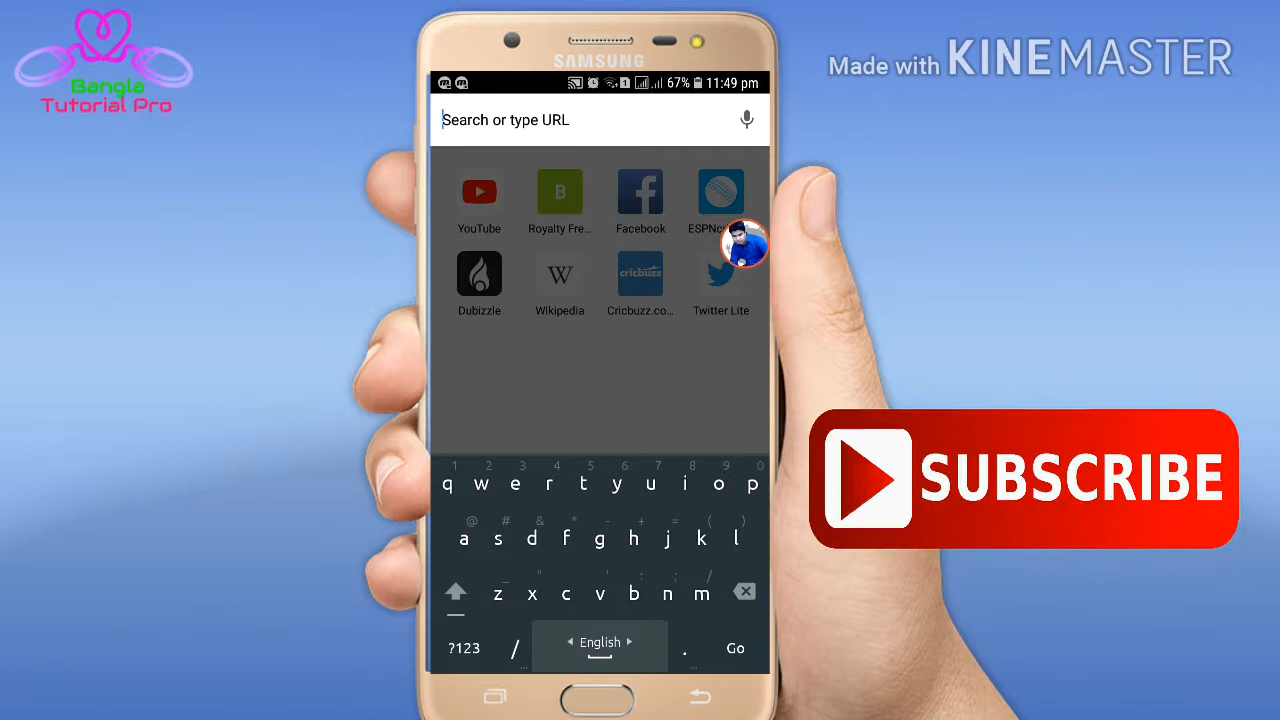 Bangla
Tutorial Pro
Made with KINEMASTER
SAMSUNG
67% 11:49 pm
Search or type URL
B
YouTube
Royalty Fre...
Facebook
W
cricbuzz
Dubizzle
Wikipedia
Cricbuzz.co...
Twitter Lite
SUBSCRIBE
1 2 3 4 5 6 7 8 9 0
q w e r t y u i o p
@ # & * - + = ( )
a s d f g h j k l
_ " ' : ; /
z x c v b n m
?123 / English . Go